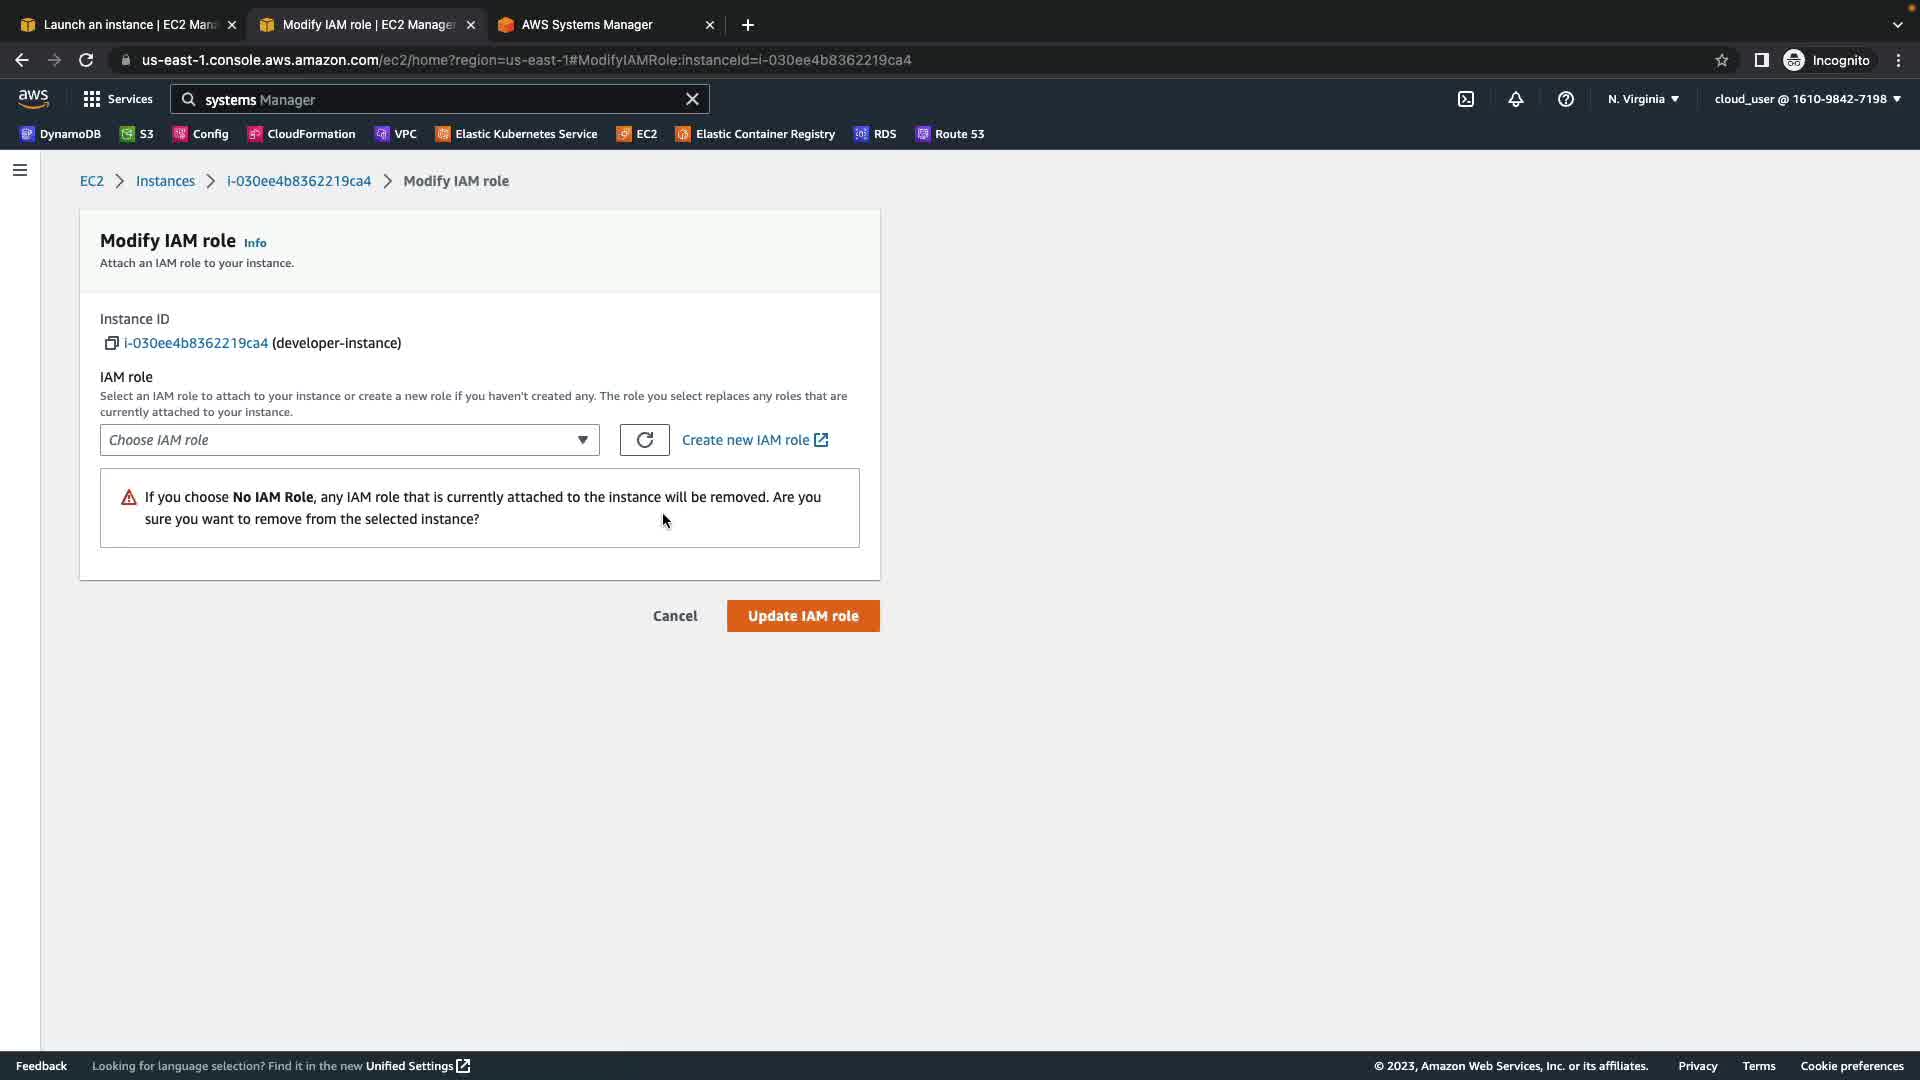 Launch an instance | EC2 Man
Modify IAM role | EC2 Manage
AWS Systems Manager
us-east-1.console.aws.amazon.com/ec2/home?region=us-east-1#ModifyIAMRole:instanceId=i-030ee4b8362219ca4
Incognito
aws
Services
systems Manager
N. Virginia
cloud_user @ 1610-9842-7198
DynamoDB
S3
Config
CloudFormation
VPC
Elastic Kubernetes Service
EC2
Elastic Container Registry
RDS
Route 53
EC2
Instances
i-030ee4b8362219ca4
Modify IAM role
Modify IAM role Info
Attach an IAM role to your instance.
Instance ID
i-030ee4b8362219ca4 (developer-instance)
IAM role
Select an IAM role to attach to your instance or create a new role if you haven't created any. The role you select replaces any roles that are
currently attached to your instance.
Choose IAM role
Create new IAM role
If you choose No IAM Role, any IAM role that is currently attached to the instance will be removed. Are you
sure you want to remove from the selected instance?
Cancel
Update IAM role
Feedback
Looking for language selection? Find it in the new Unified Settings
© 2023, Amazon Web Services, Inc. or its affiliates.
Privacy
Terms
Cookie preferences